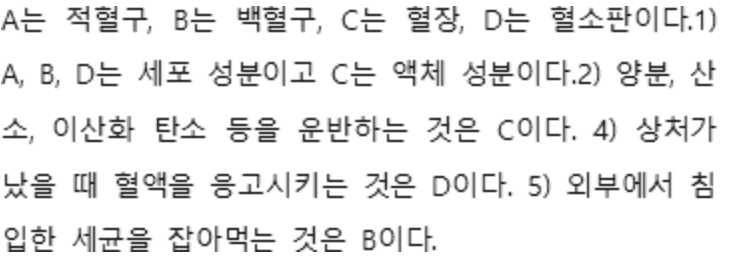 A는 적혈구, B는 백혈구, C는 혈장, D는 혈소판이다.1)
A, B, D는 세포 성분이고 C는 액체 성분이다.2) 양분, 산
소, 이산화 탄소 등을 운반하는 것은 C이다. 4) 상처가
났을 때 혈액을 응고시키는 것은 D이다. 5) 외부에서 침
입한 세균을 잡아먹는 것은 B이다.